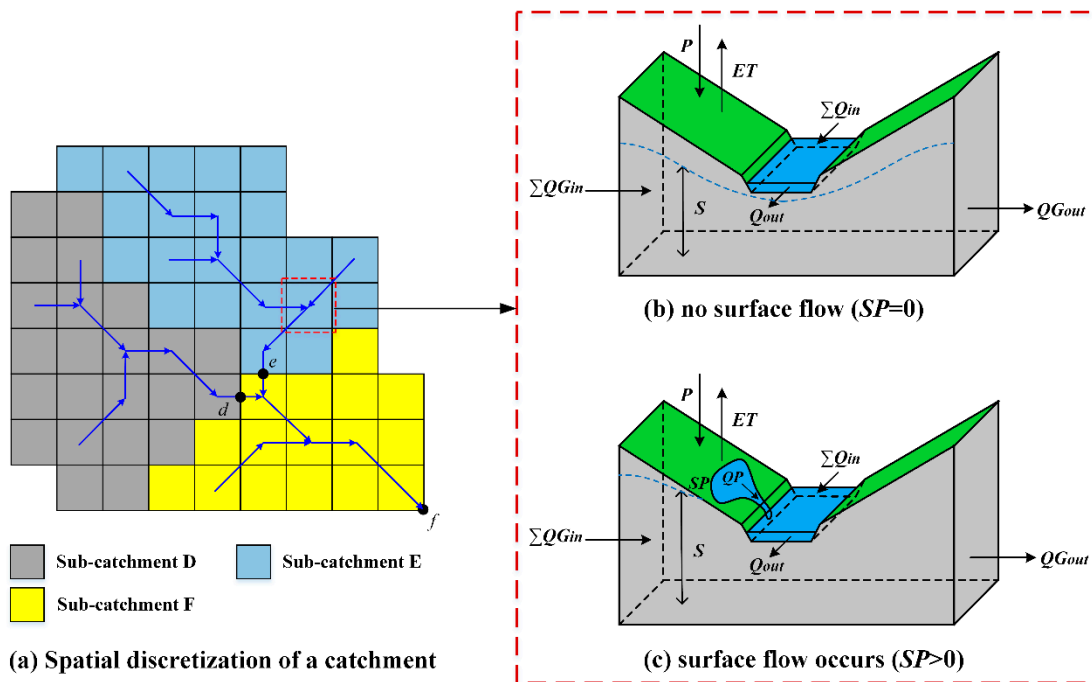 e
d
f
Sub-catchment D
Sub-catchment E
Sub-catchment F
(a) Spatial discretization of a catchment
P
ET
∑Qin
∑QGin
S
Qout
QGout
(b) no surface flow (SP=0)
P
ET
∑Qin
SP
QP
∑QGin
S
Qout
QGout
(c) surface flow occurs (SP>0)